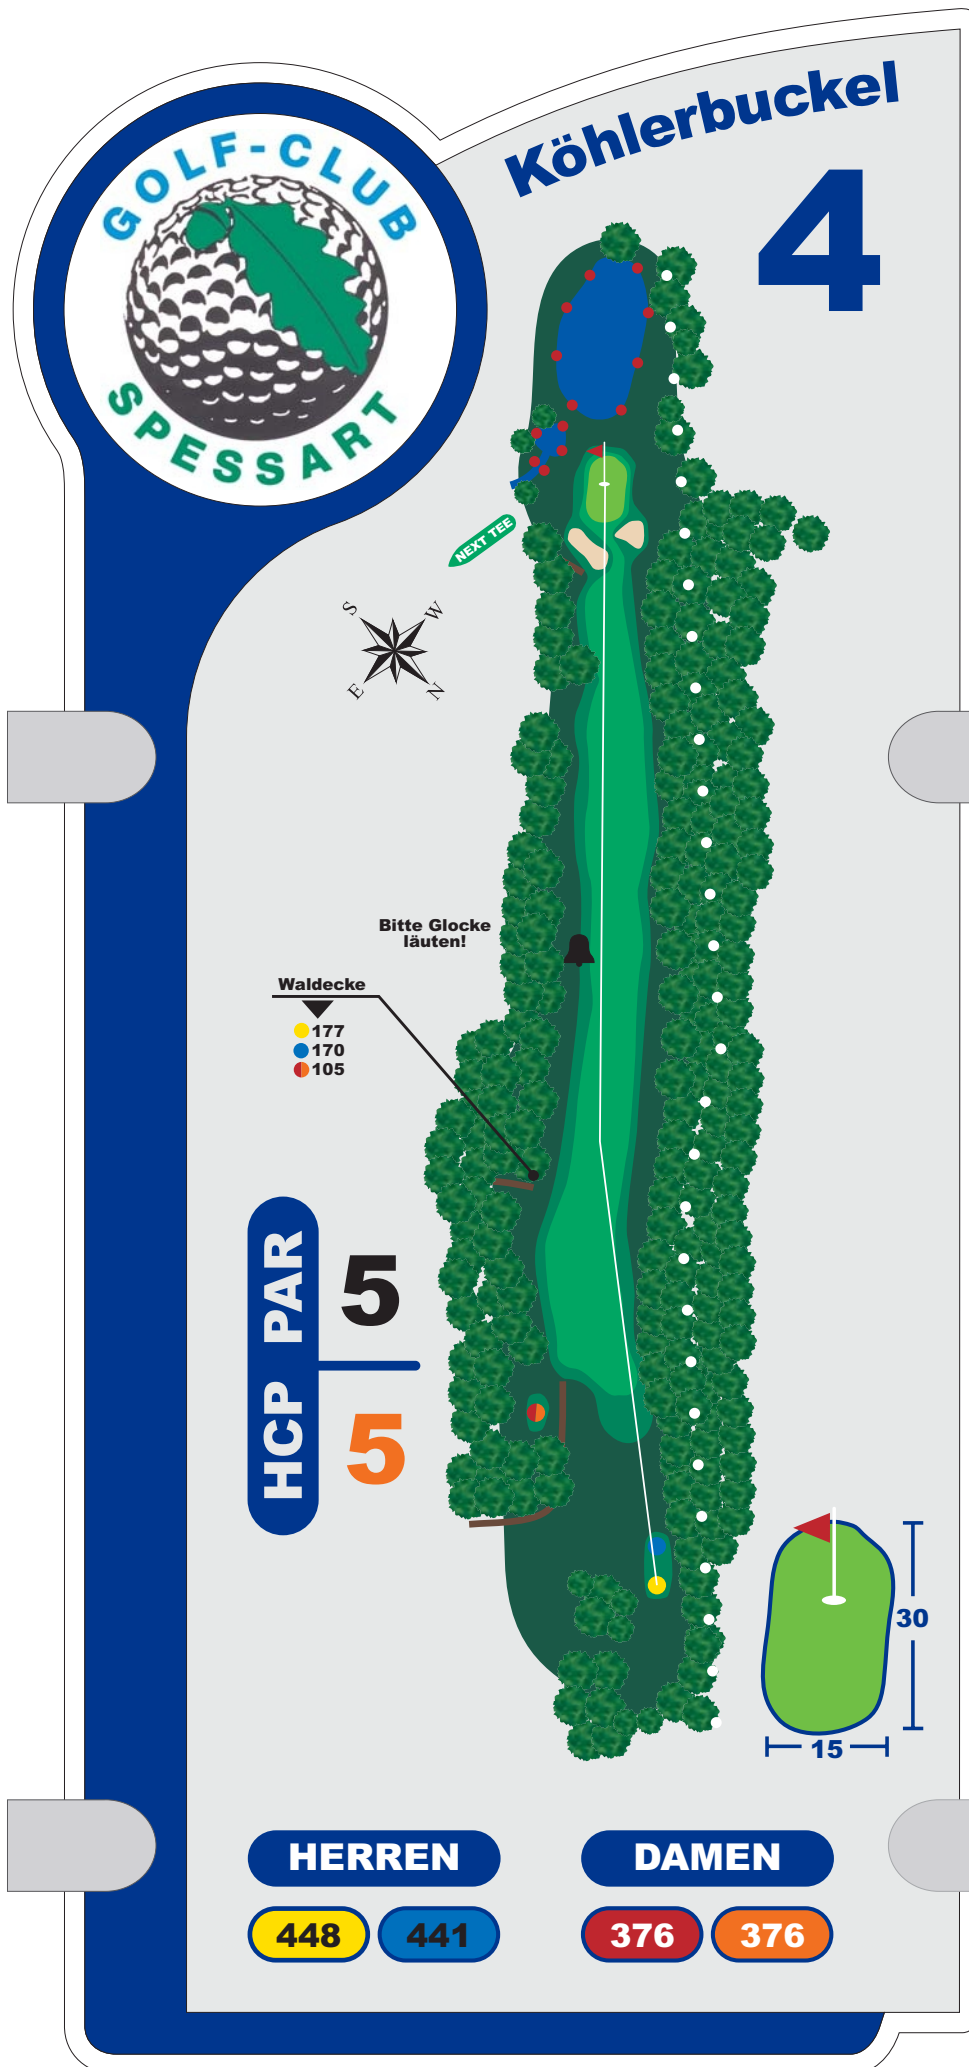 GOLF-CLUB
SPESSART
Köhlerbuckel
4
NEXT TEE
S
W
E
N
Bitte Glocke
läuten!
Waldecke
177
170
105
PAR 5
HCP 5
30
15
HERREN
DAMEN
448
441
376
376